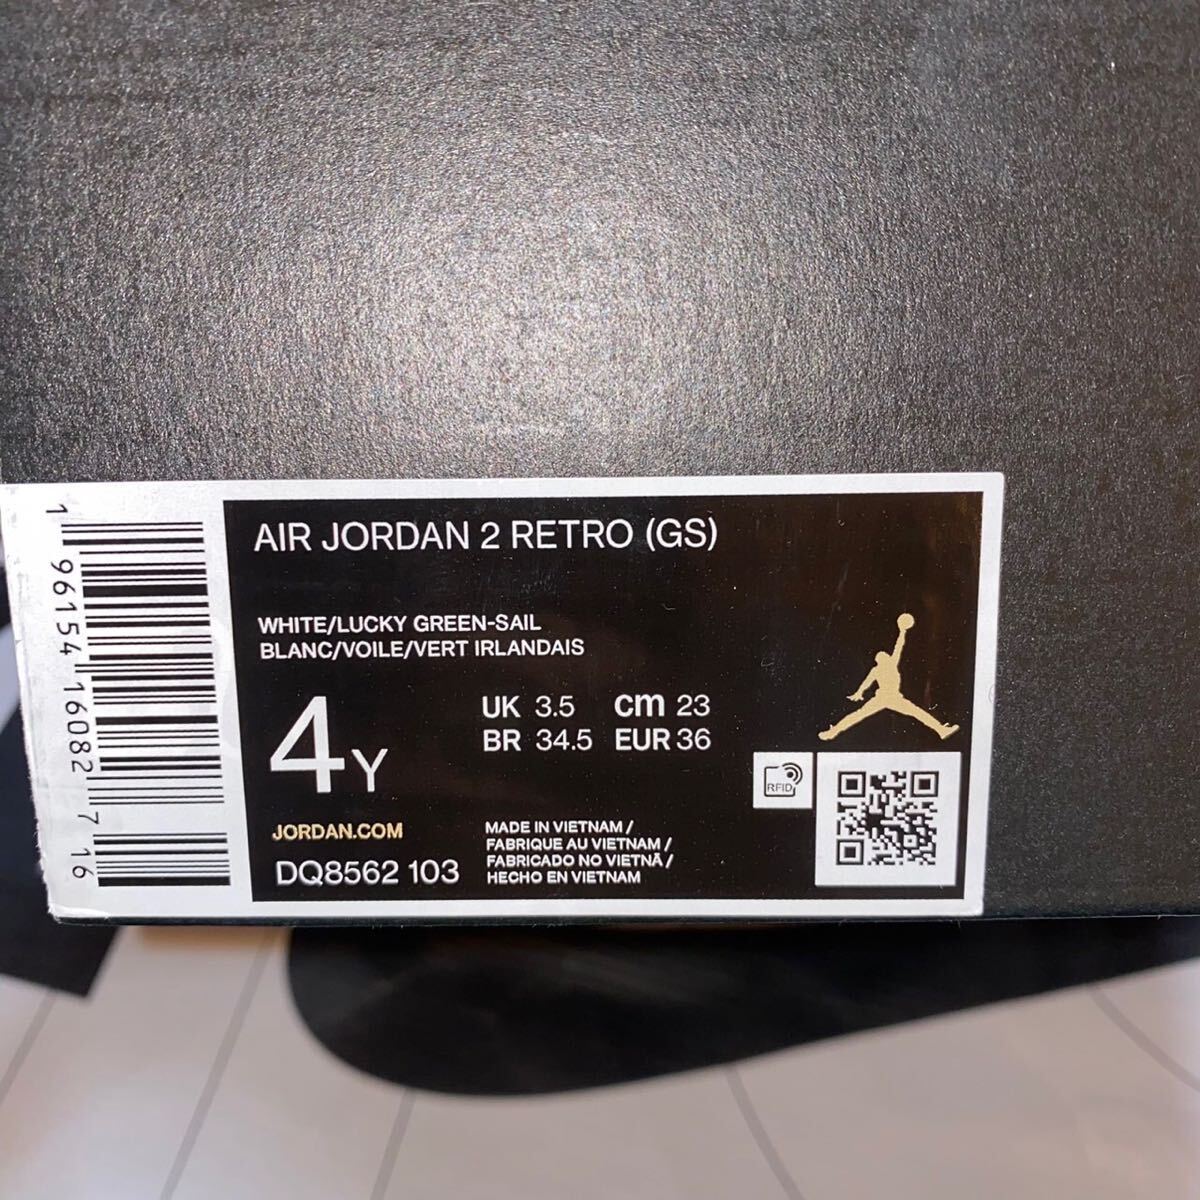 AIR JORDAN 2 RETRO (GS)
WHITE/LUCKY GREEN-SAIL
BLANC/VOILE/VERT IRLANDAIS
4Y
UK 3.5 cm 23
BR 34.5 EUR 36
RFID
JORDAN.COM
DQ8562 103
MADE IN VIETNAM /
FABRIQUE AU VIETNAM /
FABRICADO NO VIETNÃ /
HECHO EN VIETNAM
1 96154 16082 7 16